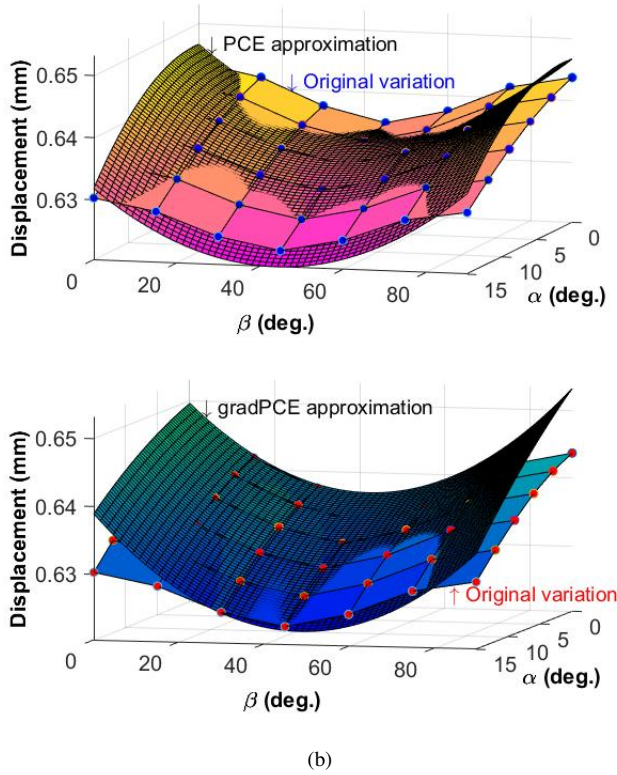 ↓ PCE approximation
↓ Original variation
Displacement (mm)
0.65
0.64
0.63
0
20
40
60
80
β (deg.)
15
10
5
0
α (deg.)
↓ gradPCE approximation
Displacement (mm)
0.65
0.64
0.63
↑ Original variation
0
20
40
60
80
β (deg.)
15
10
5
0
α (deg.)
(b)